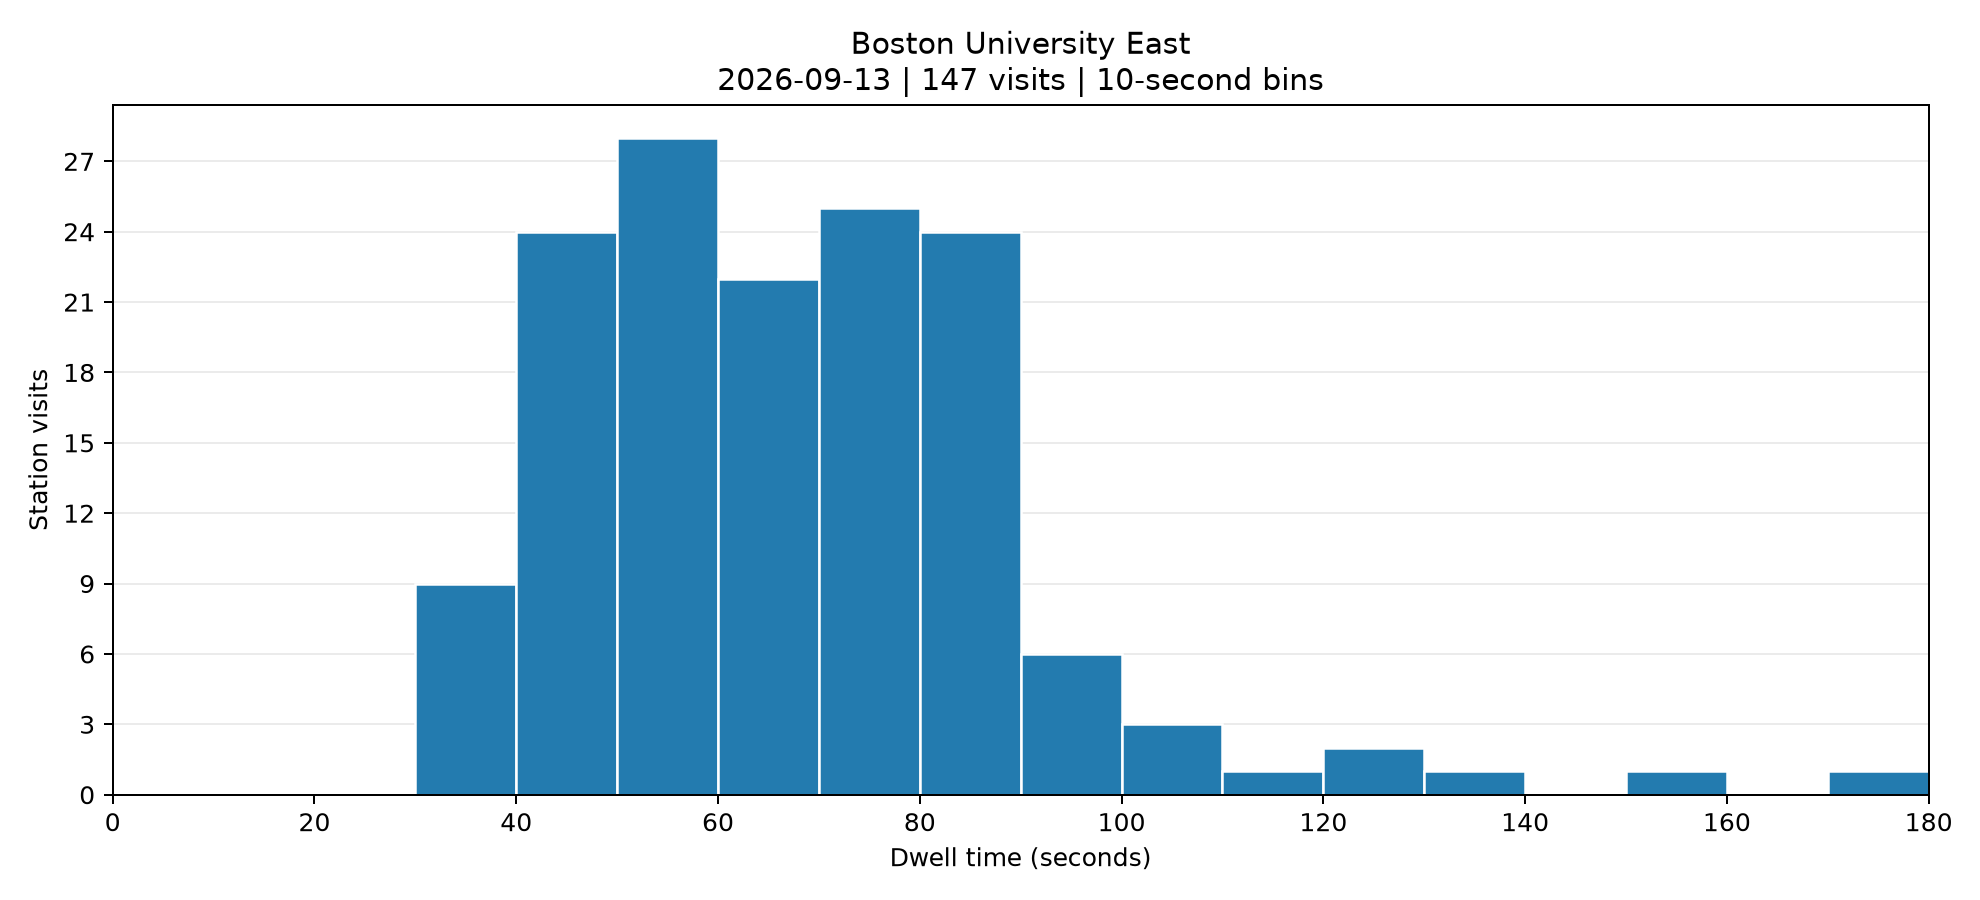 Boston University East
2026-09-13 | 147 visits | 10-second bins
27
24
21
18
15
12
9
6
3
0
Station visits
0 20 40 60 80 100 120 140 160 180
Dwell time (seconds)